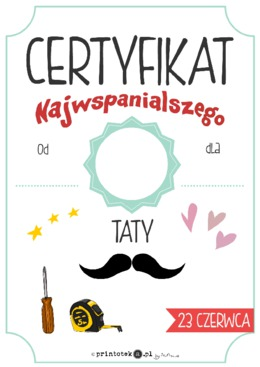 CERTYFIKAT
Najwspanialszego
Od
dla
TATY
23 CZERWCA
© printoteka.pl